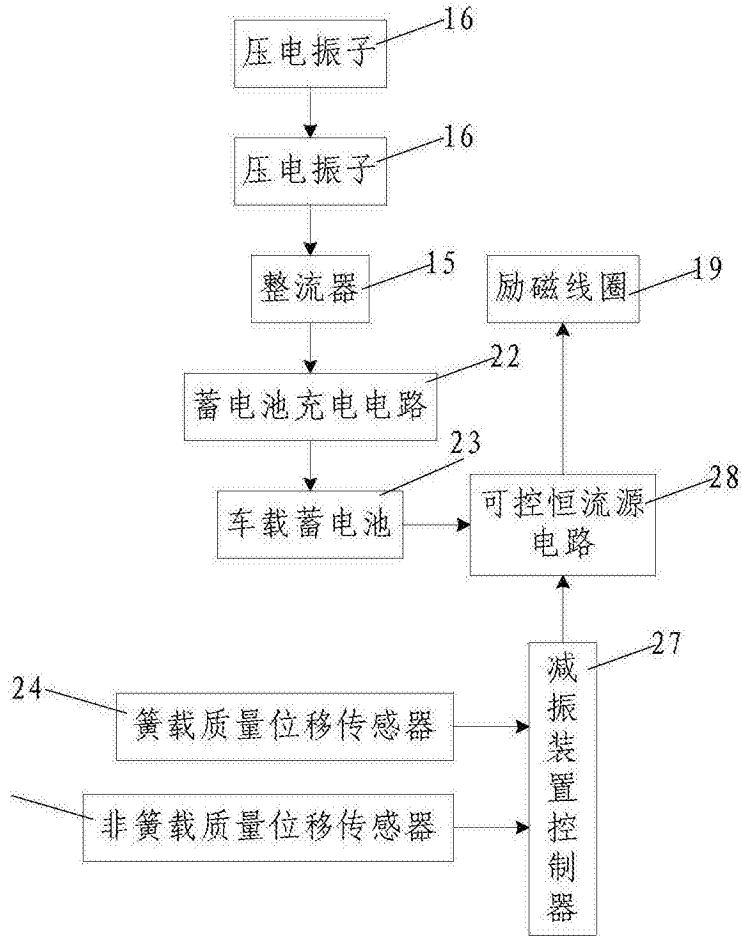 16
压电振子
16
压电振子
15
整流器
19
励磁线圈
22
蓄电池充电电路
23
车载蓄电池
28
可控恒流源
电路
27
减振装置控制器
24
簧载质量位移传感器
非簧载质量位移传感器